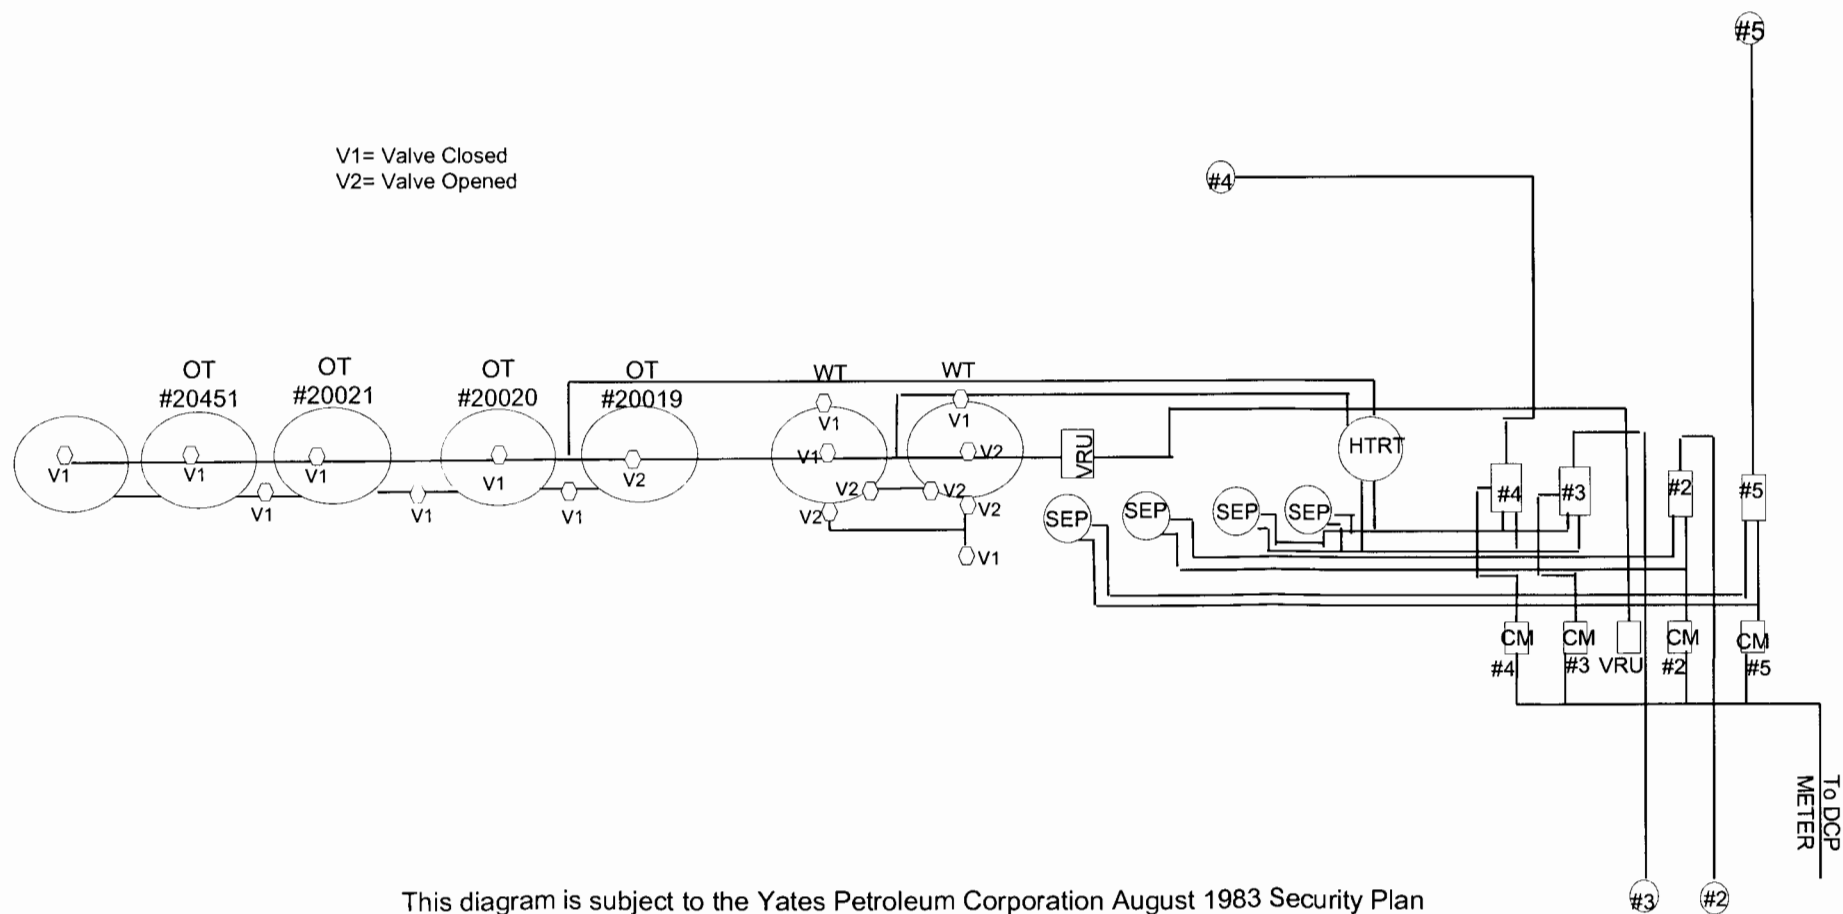 #5
V1= Valve Closed
V2= Valve Opened
#4
OT
#20451
OT
#20021
OT
#20020
OT
#20019
WT
WT
V1
V1
V1
V1
V1
V1
V2
V1
V2
VRU
HTRT
V1
V1
V1
V2
V2
V2
V2
V1
SEP
SEP
SEP
SEP
#4
#3
#2
#5
CM
#4
CM
#3
VRU
CM
#2
CM
#5
To DCP
METER
This diagram is subject to the Yates Petroleum Corporation August 1983 Security Plan
#3
#2